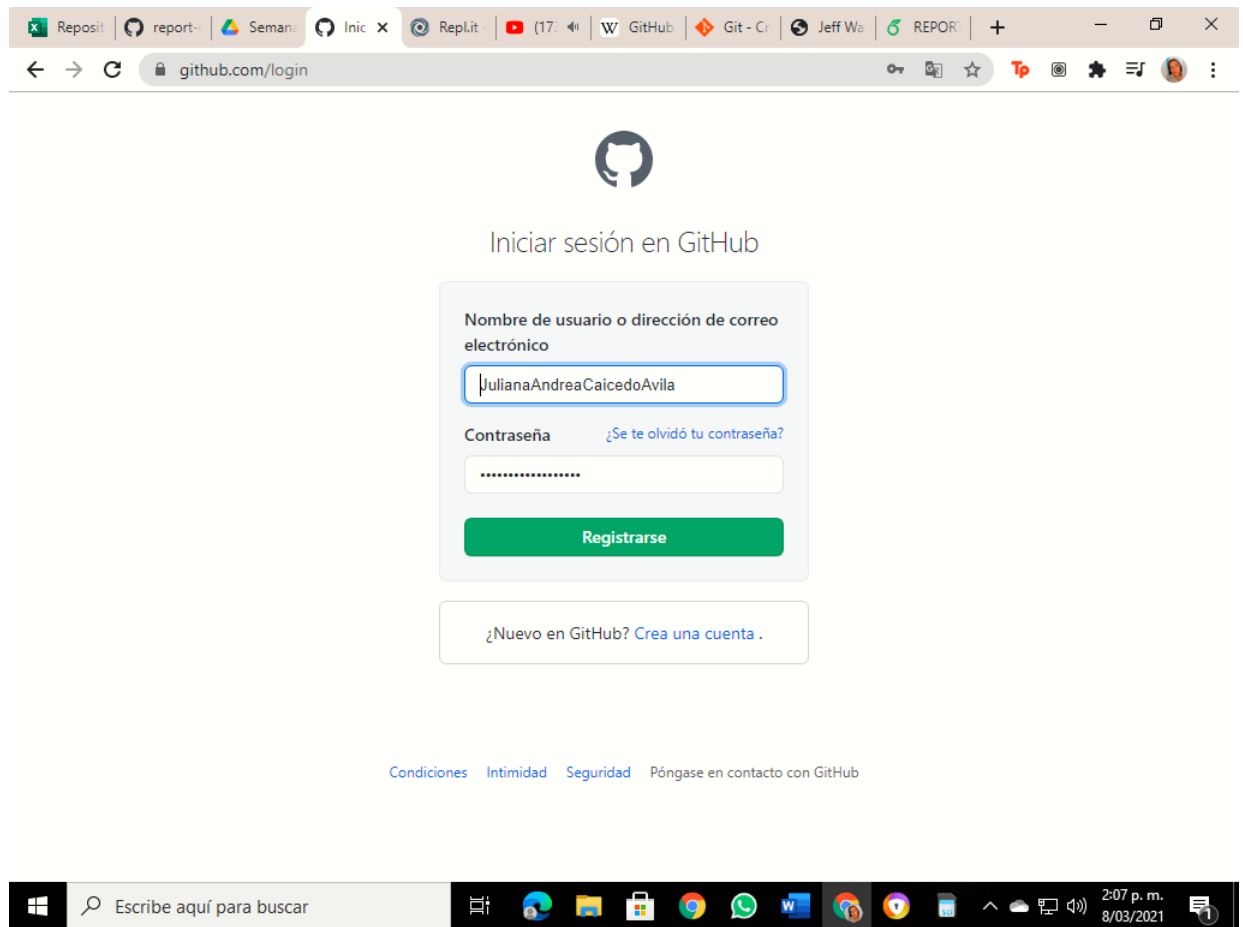 Reposit
report-
Semana
Inic
Repl.it -
(17:
GitHub
Git - Cr
Jeff Wa
REPOR
github.com/login
Iniciar sesión en GitHub
Nombre de usuario o dirección de correo
electrónico
JulianaAndreaCaicedoAvila
Contraseña ¿Se te olvidó tu contraseña?
••••••••••••••••••
Registrarse
¿Nuevo en GitHub? Crea una cuenta .
Condiciones Intimidad Seguridad Póngase en contacto con GitHub
Escribe aquí para buscar
2:07 p. m.
8/03/2021
1